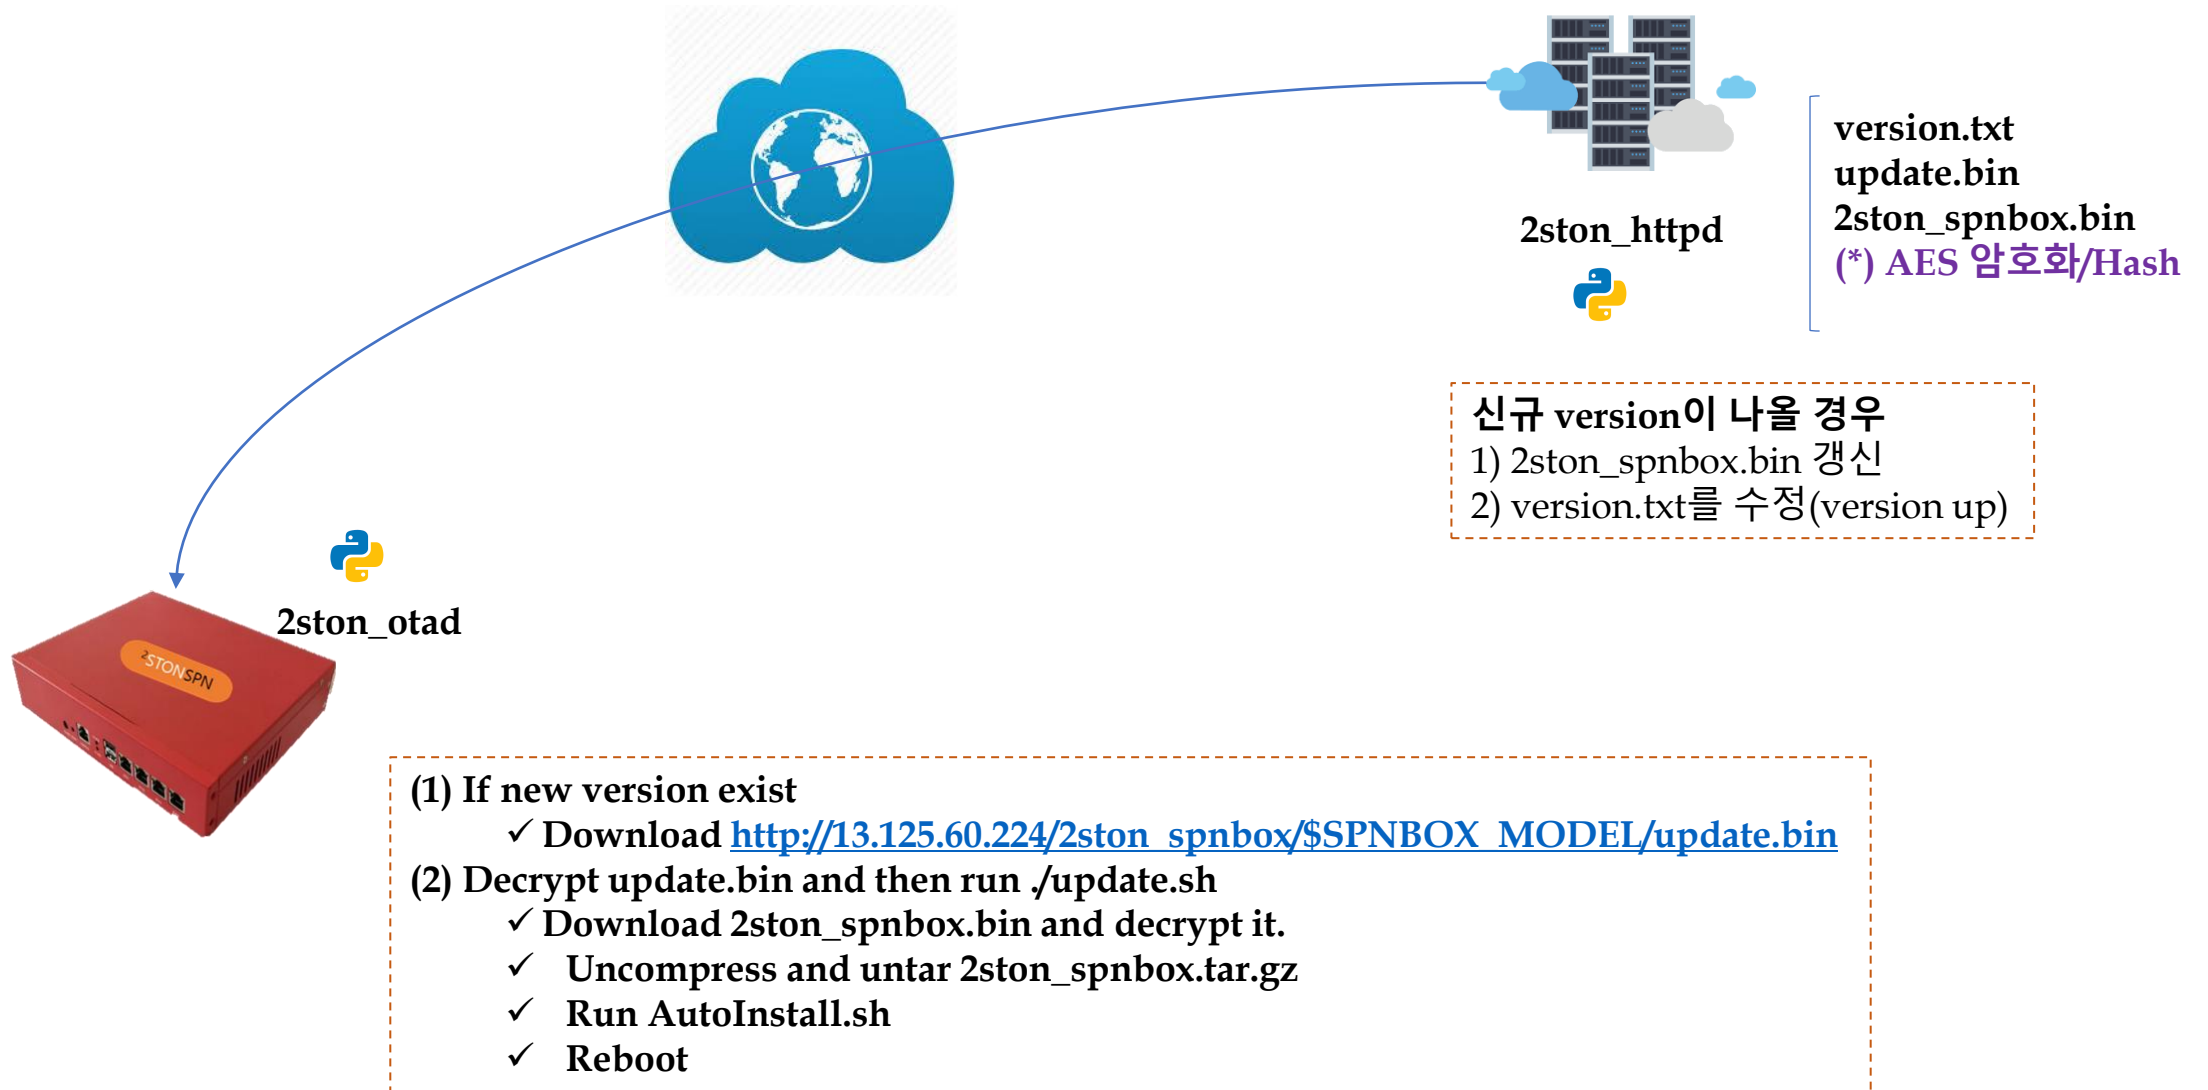 version.txt
update.bin
2ston_spnbox.bin
(*) AES 암호화/Hash
2ston_httpd
신규 version이 나올 경우
1) 2ston_spnbox.bin 갱신
2) version.txt를 수정(version up)
2ston_otad
2STONSPN
(1) If new version exist
✓ Download http://13.125.60.224/2ston_spnbox/$SPNBOX_MODEL/update.bin
(2) Decrypt update.bin and then run ./update.sh
✓ Download 2ston_spnbox.bin and decrypt it.
✓ Uncompress and untar 2ston_spnbox.tar.gz
✓ Run AutoInstall.sh
✓ Reboot